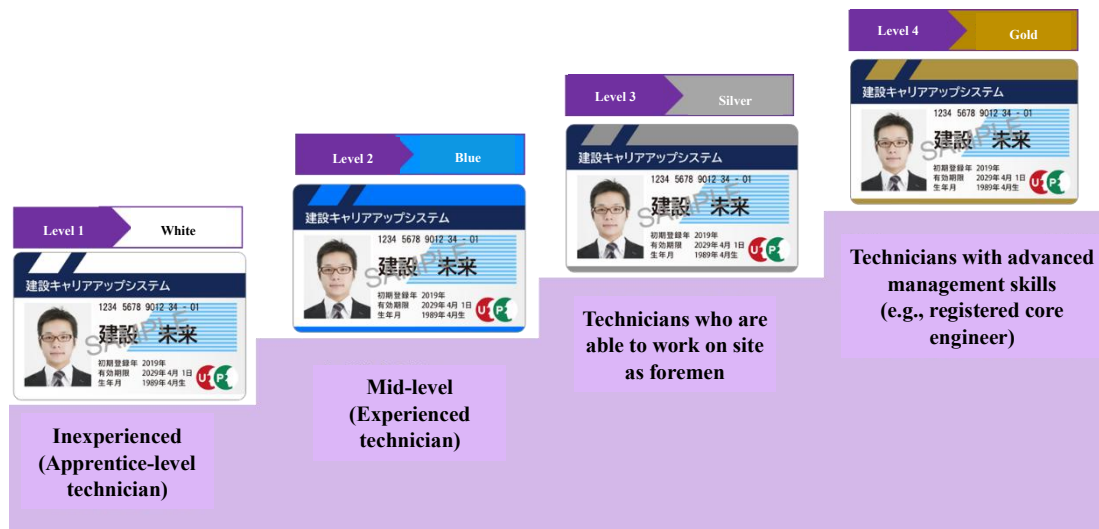 Level 1
White
建設キャリアアップシステム
1234 5678 9012 34 - 01
建設 未来
SAMPLE
初期登録年 2019年
有効期限 2029年 4月 1日
生年月 1989年 4月生
U
P
Inexperienced
(Apprentice-level
technician)
Level 2
Blue
建設キャリアアップシステム
1234 5678 9012 34 - 01
建設 未来
SAMPLE
初期登録年 2019年
有効期限 2029年 4月 1日
生年月 1989年 4月生
U
P
Mid-level
(Experienced
technician)
Level 3
Silver
建設キャリアアップシステム
1234 5678 9012 34 - 01
建設 未来
SAMPLE
初期登録年 2019年
有効期限 2029年 4月 1日
生年月 1989年 4月生
U
P
Technicians who are
able to work on site
as foremen
Level 4
Gold
建設キャリアアップシステム
1234 5678 9012 34 - 01
建設 未来
SAMPLE
初期登録年 2019年
有効期限 2029年 4月 1日
生年月 1989年 4月生
U
P
Technicians with advanced
management skills
(e.g., registered core
engineer)